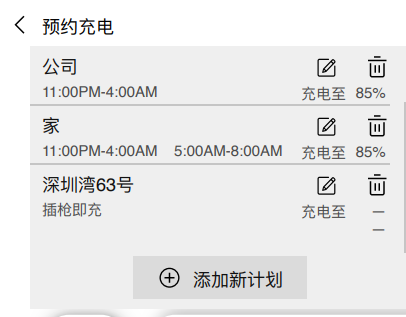 预约充电
公司
11:00PM-4:00AM 充电至 85%
家
11:00PM-4:00AM 5:00AM-8:00AM 充电至 85%
深圳湾63号
插枪即充 充电至 —
—
添加新计划